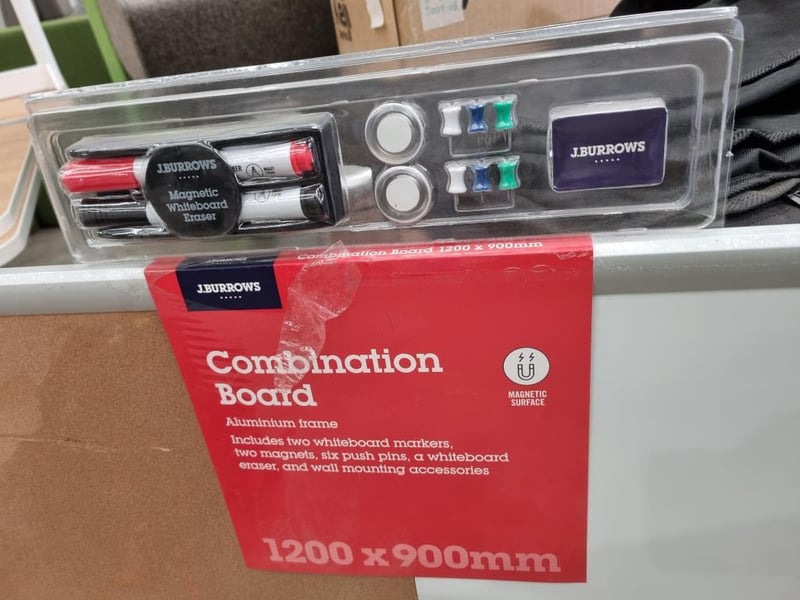 J.BURROWS
Magnetic
Whiteboard
Eraser
J.BURROWS
Combination Board 1200 x 900mm
J.BURROWS
Combination
Board
MAGNETIC
SURFACE
Aluminium frame
Includes two whiteboard markers,
two magnets, six push pins, a whiteboard
eraser, and wall mounting accessories
1200 x 900mm